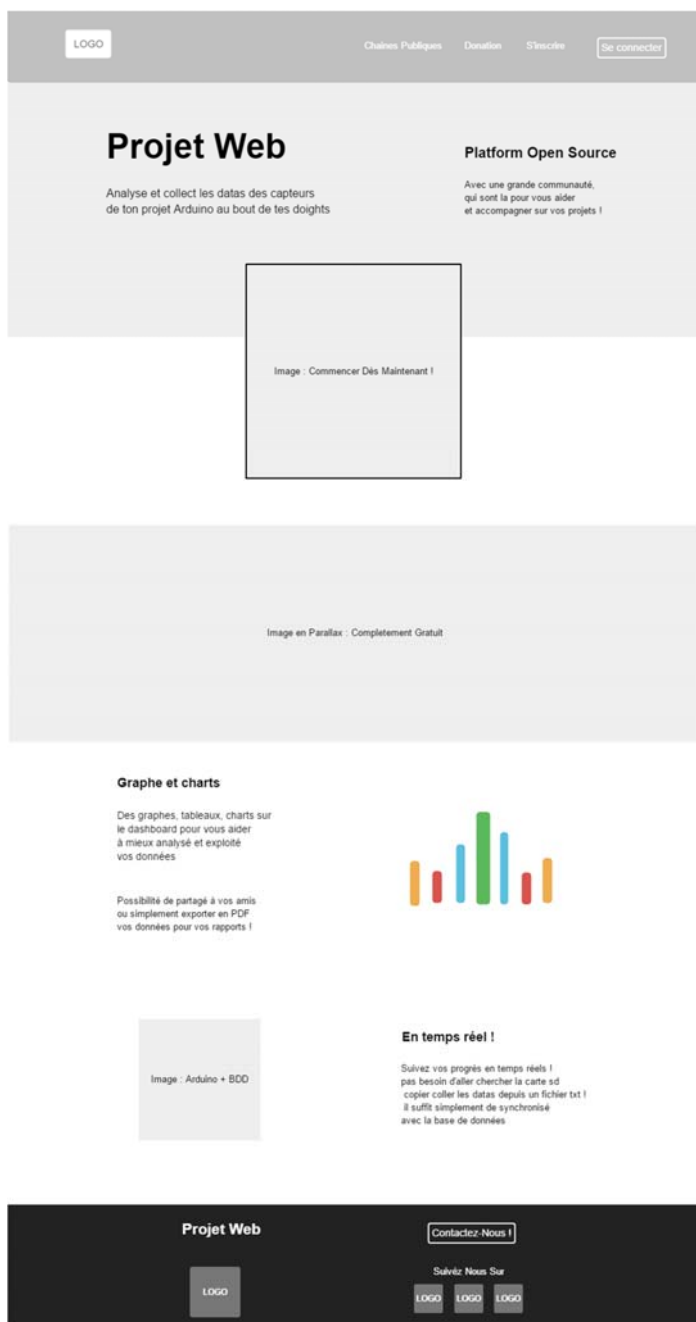 LOGO
Chaines Publiques
Donation
S'inscrire
Se connecter
Projet Web
Analyse et collect les datas des capteurs
de ton projet Arduino au bout de tes doights
Platform Open Source
Avec une grande communauté,
qui sont la pour vous aider
et accompagner sur vos projets !
Image : Commencer Dés Maintenant !
Image en Parallax : Completement Gratuit
Graphe et charts
Des graphes, tableaux, charts sur
le dashboard pour vous aider
à mieux analysé et exploité
vos données
Possibilité de partagé à vos amis
ou simplement exporter en PDF
vos données pour vos rapports !
Image : Arduino + BDD
En temps réel !
Suivez vos progrés en temps réels !
pas besoin d'aller chercher la carte sd
copier coller les datas depuis un fichier txt !
il suffit simplement de synchronisé
avec la base de données
Projet Web
LOGO
Contactez-Nous !
Suivéz Nous Sur
LOGO LOGO LOGO